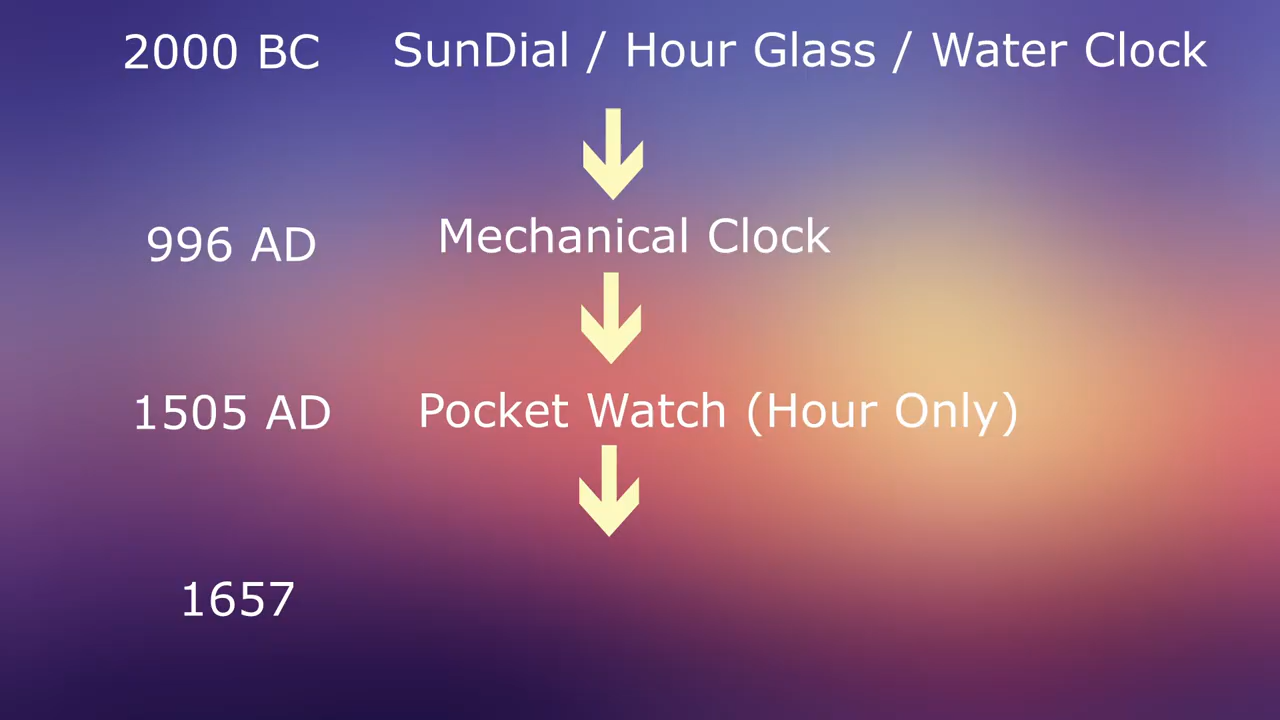 2000 BC SunDial / Hour Glass / Water Clock
996 AD Mechanical Clock
1505 AD Pocket Watch (Hour Only)
1657